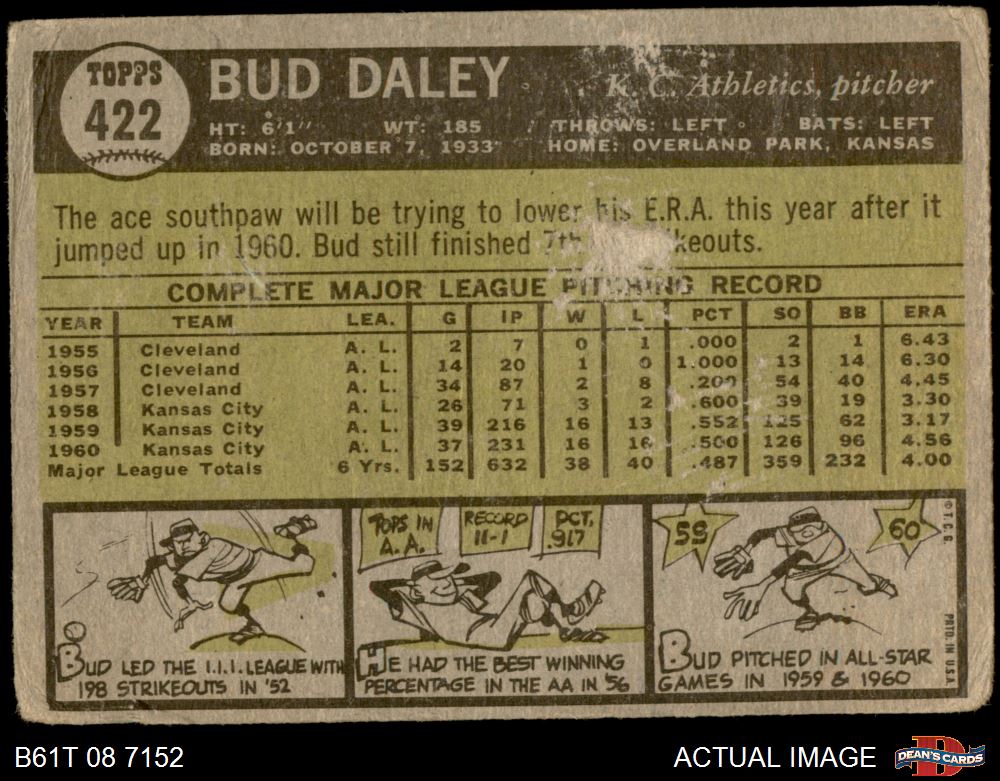 TOPPS
422
BUD DALEY K. C. Athletics, pitcher
HT: 6'1" WT: 185 THROWS: LEFT BATS: LEFT
BORN: OCTOBER 7, 1933 HOME: OVERLAND PARK, KANSAS
The ace southpaw will be trying to lower his E.R.A. this year after it
jumped up in 1960. Bud still finished 7th keouts.
COMPLETE MAJOR LEAGUE PITCHING RECORD
YEAR TEAM LEA. G IP W L PCT SO BB ERA
1955 Cleveland A. L. 2 7 0 1 .000 2 1 6.43
1956 Cleveland A. L. 14 20 1 0 1.000 13 14 6.30
1957 Cleveland A. L. 34 87 2 8 .200 54 40 4.45
1958 Kansas City A. L. 26 71 3 2 .600 39 19 3.30
1959 Kansas City A. L. 39 216 16 13 .552 125 62 3.17
1960 Kansas City A. L. 37 231 16 16 .500 126 96 4.56
Major League Totals 6 Yrs. 152 632 38 40 .487 359 232 4.00
BUD LED THE I.I.I. LEAGUE WITH
198 STRIKEOUTS IN '52
TOPS IN
A.A.
RECORD
11-1
PCT.
.917
HE HAD THE BEST WINNING
PERCENTAGE IN THE AA IN '56
59
60
BUD PITCHED IN ALL-STAR
GAMES IN 1959 & 1960
© T. C. G.
PRTD. IN U.S.A.
B61T 08 7152 ACTUAL IMAGE
D
DEAN'S CARDS